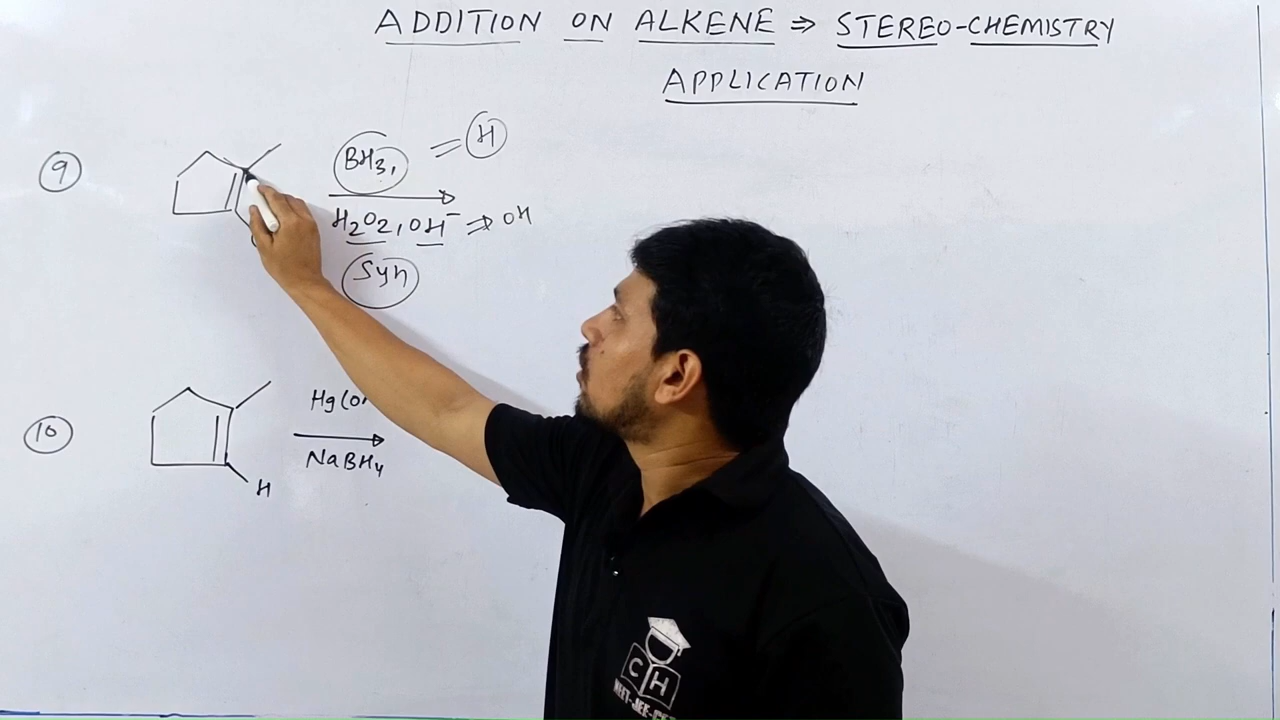 ADDITION ON ALKENE ⇒ STEREO-CHEMISTRY
APPLICATION
9
BH3,
= H
H2O2, OH⁻ ⇒ OH
Syn
10
Hg(
NaBH4
H
C H